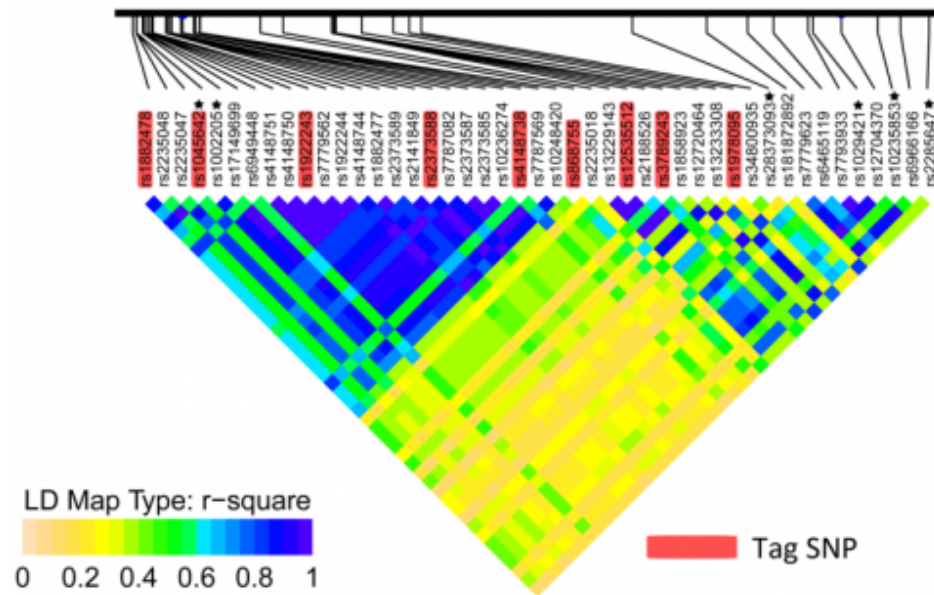 rs1882478
rs2235048
rs2235047
rs1045642 ★
rs1002205 ★
rs17149699
rs6949448
rs4148751
rs4148750
rs1922243
rs7779562
rs1922244
rs4148744
rs1882477
rs2373589
rs2141849
rs2373588
rs7787082
rs2373587
rs2373585
rs10236274
rs4148738
rs7787569
rs10248420
rs868755
rs2235018
rs13229143
rs12535512
rs2188526
rs3789243
rs1858923
rs12720464
rs13233308
rs1978095
rs34800935
rs28373093 ★
rs181872892
rs7779623
rs6465119
rs7793933
rs1029421 ★
rs12704370
rs10235853 ★
rs6966166
rs2285647 ★
LD Map Type: r−square
0 0.2 0.4 0.6 0.8 1
Tag SNP